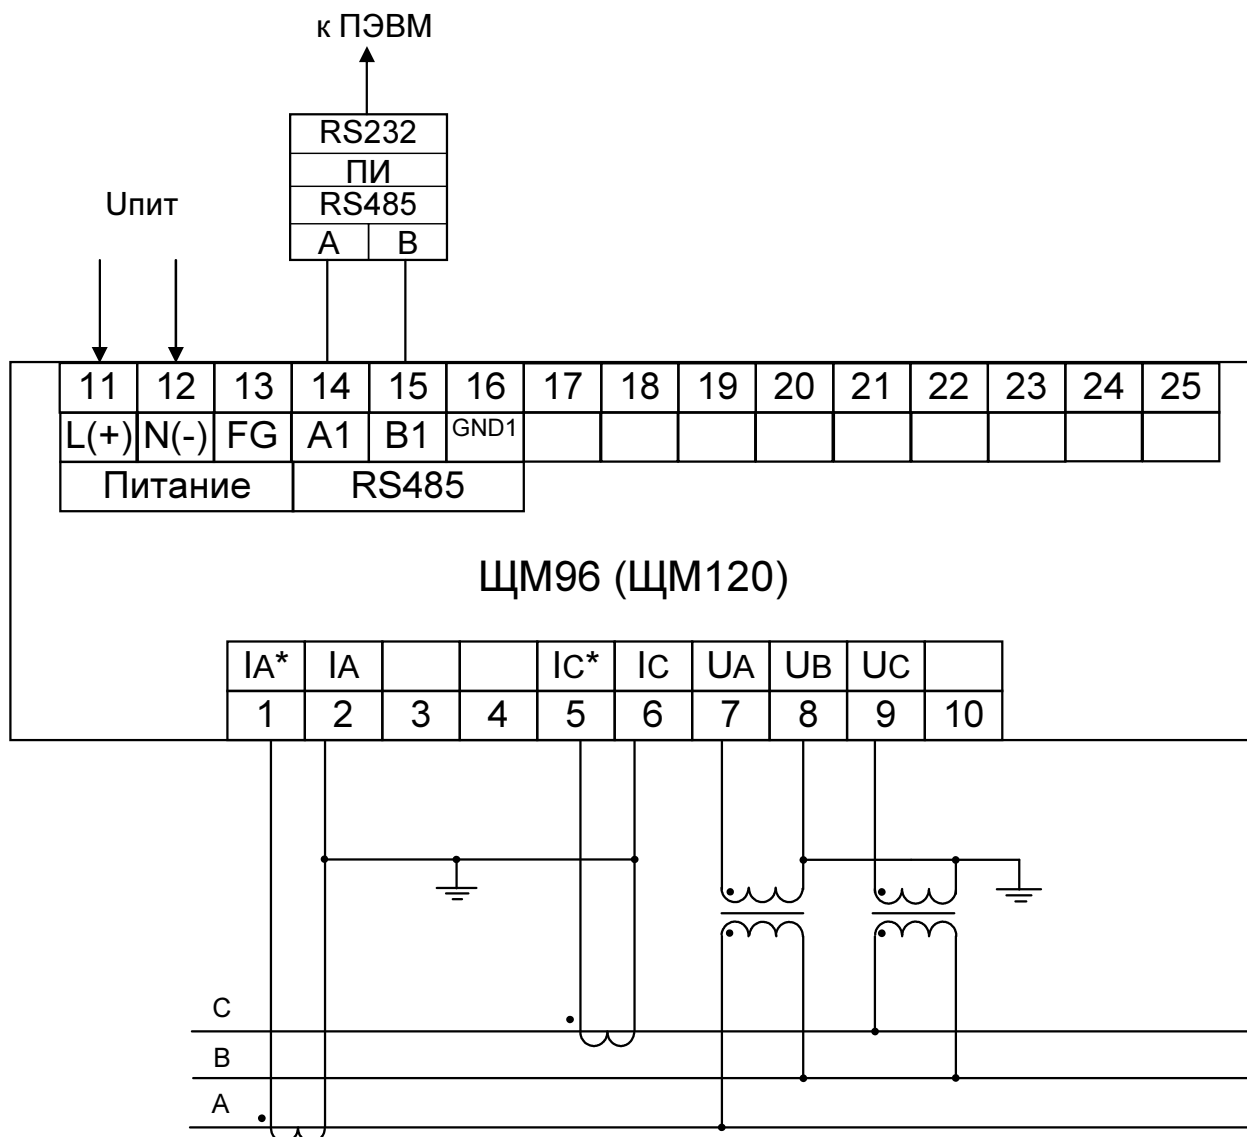 к ПЭВМ
RS232
ПИ
RS485
A B
Uпит
11 12 13 14 15 16 17 18 19 20 21 22 23 24 25
L(+) N(-) FG A1 B1 GND1
Питание RS485
ЩМ96 (ЩМ120)
IA* IA IC* IC UA UB UC
1 2 3 4 5 6 7 8 9 10
C
B
A